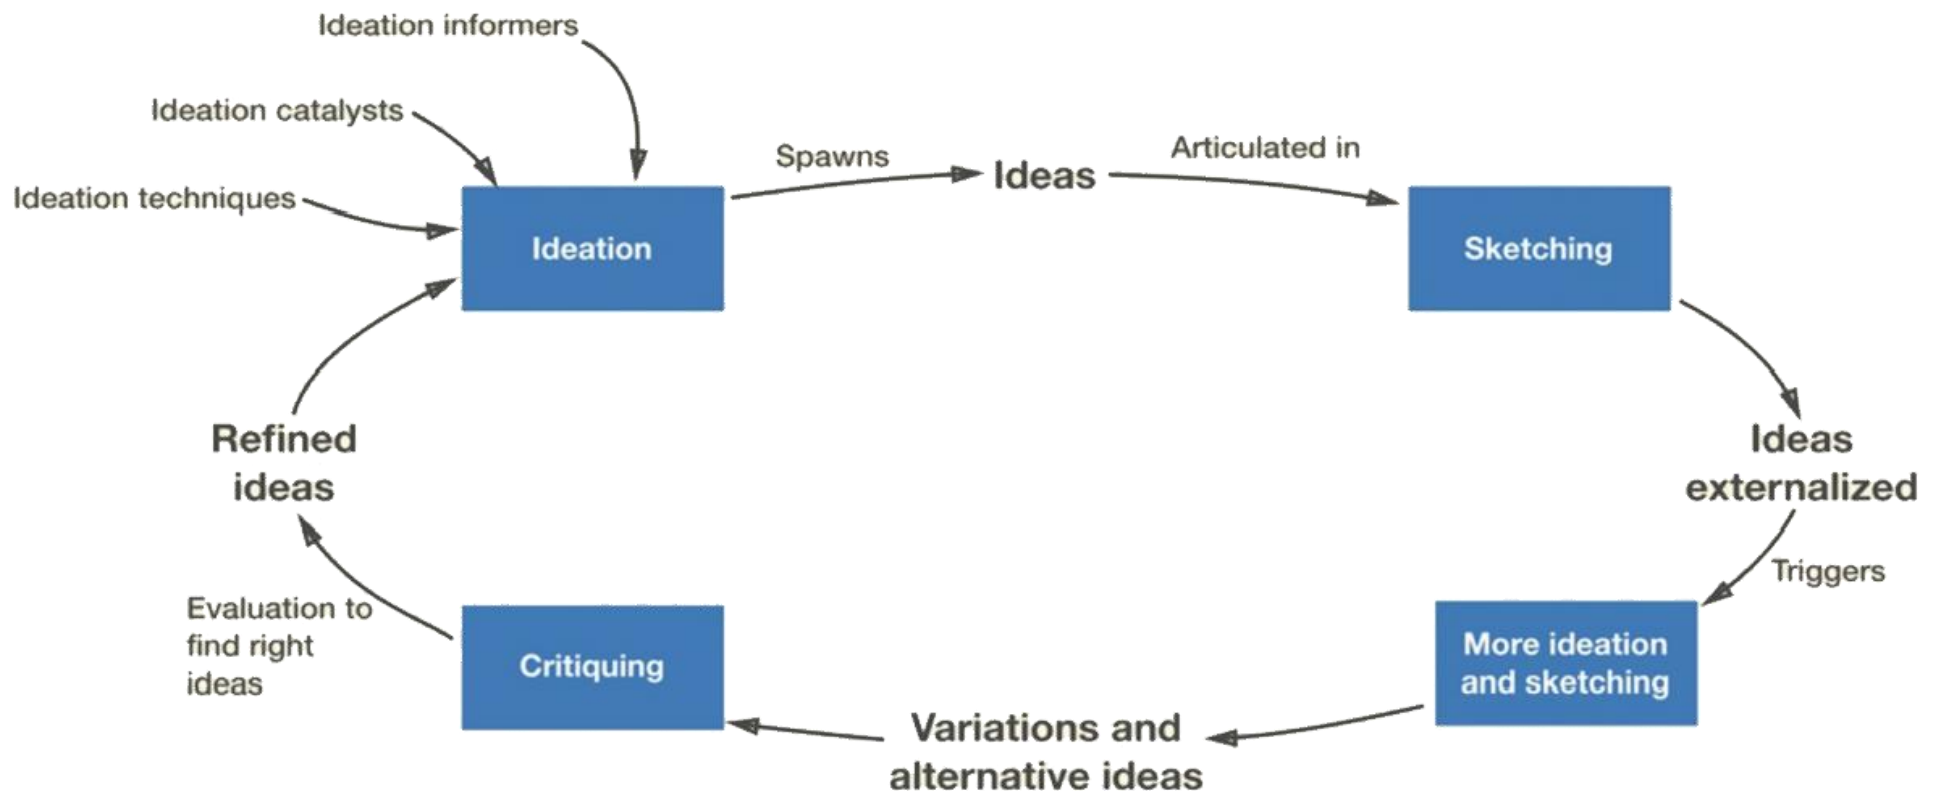 Ideation informers
Ideation catalysts
Ideation techniques
Ideation
Spawns
Ideas
Articulated in
Sketching
Ideas
externalized
Triggers
More ideation
and sketching
Variations and
alternative ideas
Critiquing
Evaluation to
find right
ideas
Refined
ideas